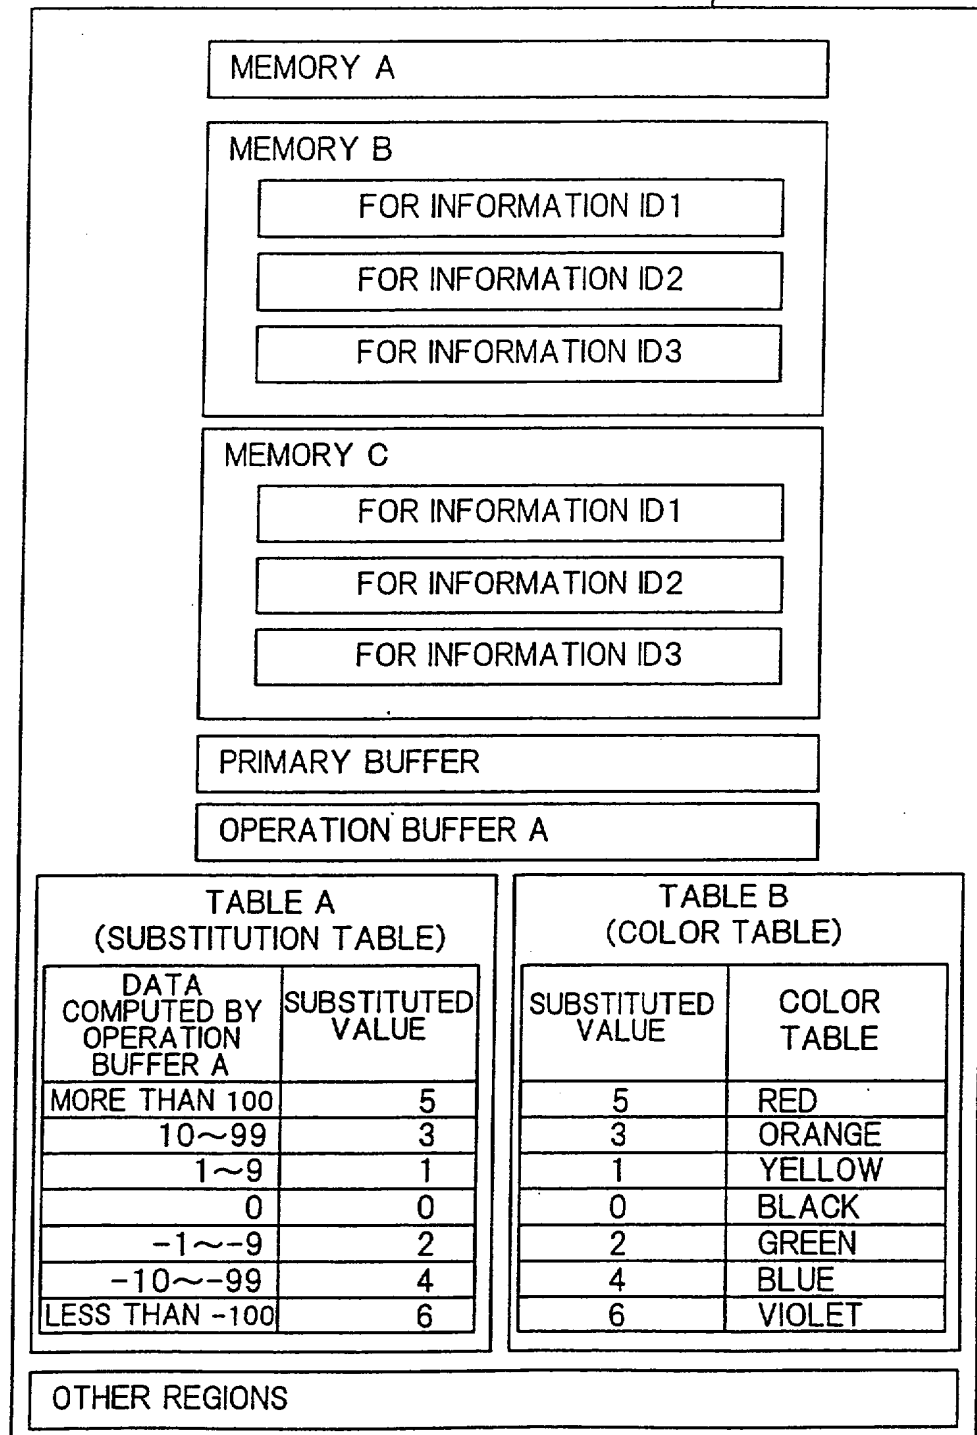 MEMORY A
MEMORY B
FOR INFORMATION ID1
FOR INFORMATION ID2
FOR INFORMATION ID3
MEMORY C
FOR INFORMATION ID1
FOR INFORMATION ID2
FOR INFORMATION ID3
PRIMARY BUFFER
OPERATION BUFFER A
TABLE A
(SUBSTITUTION TABLE)
DATA
COMPUTED BY
OPERATION
BUFFER A
SUBSTITUTED
VALUE
MORE THAN 100 5
10~99 3
1~9 1
0 0
-1~-9 2
-10~-99 4
LESS THAN -100 6
TABLE B
(COLOR TABLE)
SUBSTITUTED
VALUE
COLOR
TABLE
5 RED
3 ORANGE
1 YELLOW
0 BLACK
2 GREEN
4 BLUE
6 VIOLET
OTHER REGIONS